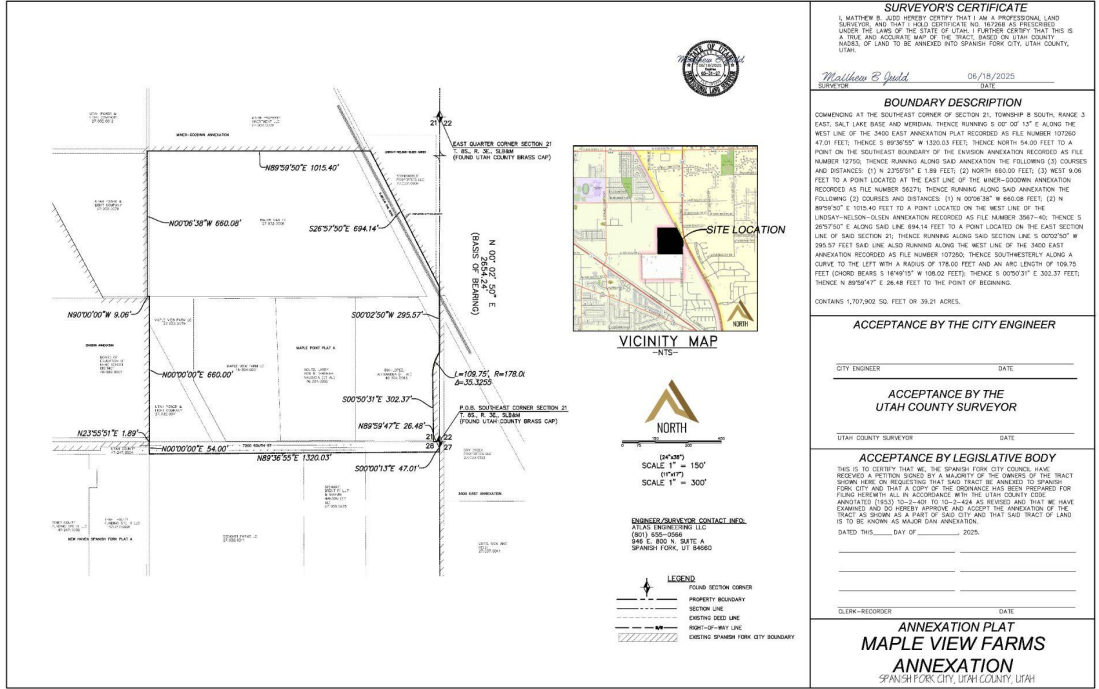 SURVEYOR'S CERTIFICATE
I, MATTHEW B. JUDD HEREBY CERTIFY THAT I AM A PROFESSIONAL LAND
SURVEYOR, AND THAT I HOLD CERTIFICATE NO. 167268 AS PRESCRIBED
UNDER THE LAWS OF THE STATE OF UTAH. I FURTHER CERTIFY THAT THIS IS
A TRUE AND ACCURATE MAP OF THE TRACT, BASED ON UTAH COUNTY
NAD83, OF LAND TO BE ANNEXED INTO SPANISH FORK CITY, UTAH COUNTY,
UTAH.
Matthew B Judd
06/18/2025
SURVEYOR
DATE
BOUNDARY DESCRIPTION
COMMENCING AT THE SOUTHEAST CORNER OF SECTION 21, TOWNSHIP 8 SOUTH, RANGE 3
EAST, SALT LAKE BASE AND MERIDIAN. THENCE RUNNING S 00° 00' 13" E ALONG THE
WEST LINE OF THE 3400 EAST ANNEXATION PLAT RECORDED AS FILE NUMBER 107260
47.01 FEET; THENCE S 89°36'55" W 1320.03 FEET; THENCE NORTH 54.00 FEET TO A
POINT ON THE SOUTHEAST BOUNDARY OF THE ENVISION ANNEXATION RECORDED AS FILE
NUMBER 12750; THENCE RUNNING ALONG SAID ANNEXATION THE FOLLOWING (3) COURSES
AND DISTANCES: (1) N 23°55'51" E 1.89 FEET; (2) NORTH 660.00 FEET; (3) WEST 9.06
FEET TO A POINT LOCATED AT THE EAST LINE OF THE MINER-GOODWIN ANNEXATION
RECORDED AS FILE NUMBER 56271; THENCE RUNNING ALONG SAID ANNEXATION THE
FOLLOWING (2) COURSES AND DISTANCES: (1) N 00°06'38" W 660.08 FEET; (2) N
89°59'50" E 1015.40 FEET TO A POINT LOCATED ON THE WEST LINE OF THE
LINDSAY-NELSON-OLSEN ANNEXATION RECORDED AS FILE NUMBER 3567-40; THENCE S
26°57'50" E ALONG SAID LINE 694.14 FEET TO A POINT LOCATED ON THE EAST SECTION
LINE OF SAID SECTION 21; THENCE RUNNING ALONG SAID SECTION LINE S 00°02'50" W
295.57 FEET SAID LINE ALSO RUNNING ALONG THE WEST LINE OF THE 3400 EAST
ANNEXATION RECORDED AS FILE NUMBER 107250; THENCE SOUTHWESTERLY ALONG A
CURVE TO THE LEFT WITH A RADIUS OF 178.00 FEET AND AN ARC LENGTH OF 109.75
FEET (CHORD BEARS S 16°49'15" W 108.02 FEET); THENCE S 00°50'31 E 302.37 FEET;
THENCE N 89°59'47" E 26.48 FEET TO THE POINT OF BEGINNING.
CONTAINS 1,707,902 SQ. FEET OR 39.21 ACRES.
ACCEPTANCE BY THE CITY ENGINEER
CITY ENGINEER
DATE
ACCEPTANCE BY THE
UTAH COUNTY SURVEYOR
UTAH COUNTY SURVEYOR
DATE
ACCEPTANCE BY LEGISLATIVE BODY
THIS IS TO CERTIFY THAT WE, THE SPANISH FORK CITY COUNCIL HAVE
RECEIVED A PETITION SIGNED BY A MAJORITY OF THE OWNERS OF THE TRACT
SHOWN HERE ON REQUESTING THAT SAID TRACT BE ANNEXED TO SPANISH
FORK CITY AND THAT A COPY OF THE ORDINANCE HAS BEEN PREPARED FOR
FILING HEREWITH ALL IN ACCORDANCE WITH THE UTAH COUNTY CODE
ANNOTATED (1953) 10-2-401 TO 10-2-424 AS REVISED AND THAT WE HAVE
EXAMINED AND DO HEREBY APPROVE AND ACCEPT THE ANNEXATION OF THE
TRACT AS SHOWN AS A PART OF SAID CITY AND THAT SAID TRACT OF LAND
IS TO BE KNOWN AS MAJOR DAN ANNEXATION.
DATED THIS DAY OF , 2025.
CLERK-RECORDER
DATE
ANNEXATION PLAT
MAPLE VIEW FARMS
ANNEXATION
SPANISH FORK CITY, UTAH COUNTY, UTAH
MINER-GOODWIN ANNEXATION
21 22
EAST QUARTER CORNER SECTION 21
T. 8S., R. 3E., SLB&M
(FOUND UTAH COUNTY BRASS CAP)
N89°59'50"E 1015.40'
N00°06'38"W 660.08'
S26°57'50"E 694.14'
N 00° 02' 50" E
2654.24'
(BASIS OF BEARING)
N90°00'00"W 9.06'
S00°02'50"W 295.57'
MAPLE POINT PLAT A
N00°00'00"E 660.00'
L=109.75', R=178.0
Δ=35.3255
S00°50'31"E 302.37'
P.O.B. SOUTHEAST CORNER SECTION 21
T. 8S., R. 3E., SLB&M
(FOUND UTAH COUNTY BRASS CAP)
N89°59'47"E 26.48'
N23°55'51"E 1.89'
21 22
28 27
N00°00'00"E 54.00'
7200 SOUTH ST
N89°36'55"E 1320.03'
S00°00'13"E 47.01'
3400 EAST ANNEXATION
NEW HAVEN SPANISH FORK PLAT A
SITE LOCATION
NORTH
VICINITY MAP
-NTS-
NORTH
(24"x36")
SCALE 1" = 150'
(11"x17")
SCALE 1" = 300'
ENGINEER/SURVEYOR CONTACT INFO:
ATLAS ENGINEERING LLC
(801) 655-0566
946 E. 800 N. SUITE A
SPANISH FORK, UT 84660
LEGEND
FOUND SECTION CORNER
PROPERTY BOUNDARY
SECTION LINE
EXISTING DEED LINE
RIGHT-OF-WAY LINE
EXISTING SPANISH FORK CITY BOUNDARY